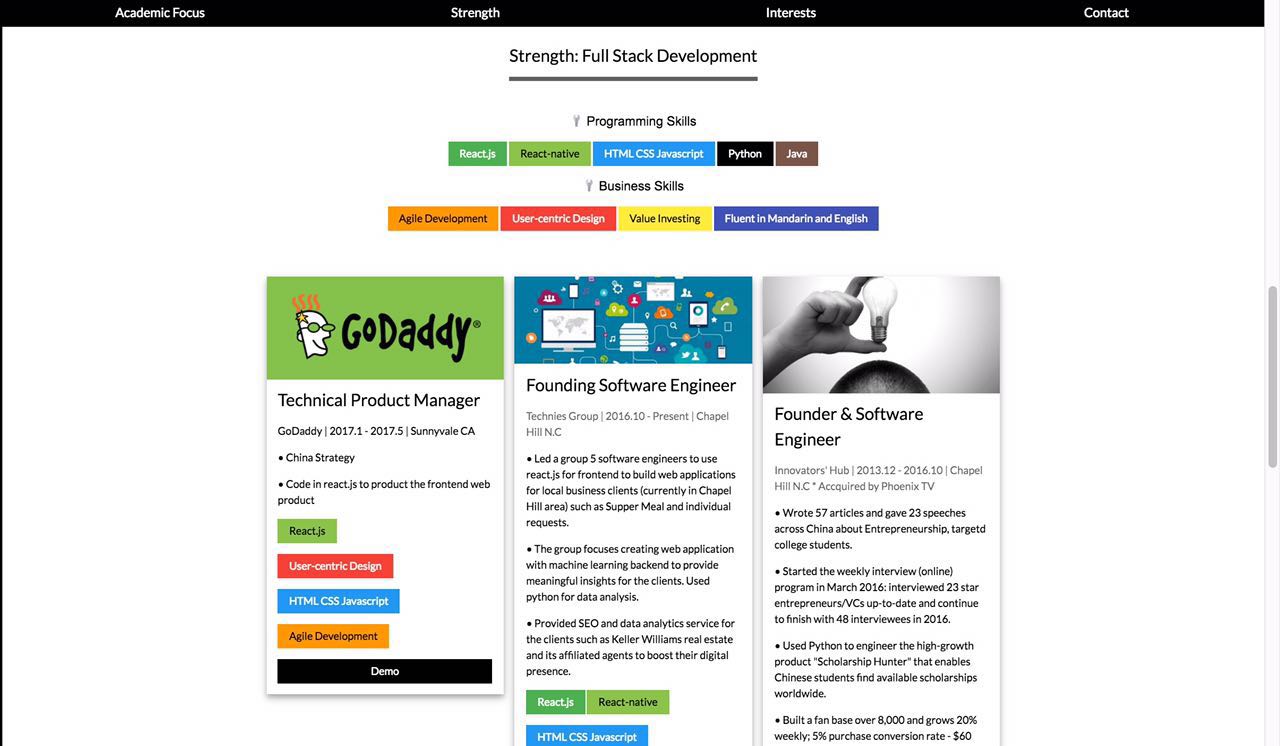 Academic Focus Strength Interests Contact
Strength: Full Stack Development
Programming Skills
React.js React-native HTML CSS Javascript Python Java
Business Skills
Agile Development User-centric Design Value Investing Fluent in Mandarin and English
GoDaddy®
Technical Product Manager
GoDaddy | 2017.1 - 2017.5 | Sunnyvale CA
• China Strategy
• Code in react.js to product the frontend web
product
React.js
User-centric Design
HTML CSS Javascript
Agile Development
Demo
Founding Software Engineer
Technies Group | 2016.10 - Present | Chapel
Hill N.C
• Led a group 5 software engineers to use
react.js for frontend to build web applications
for local business clients (currently in Chapel
Hill area) such as Supper Meal and individual
requests.
• The group focuses creating web application
with machine learning backend to provide
meaningful insights for the clients. Used
python for data analysis.
• Provided SEO and data analytics service for
the clients such as Keller Williams real estate
and its affiliated agents to boost their digital
presence.
React.js React-native
HTML CSS Javascript
Founder & Software
Engineer
Innovators' Hub | 2013.12 - 2016.10 | Chapel
Hill N.C * Accquired by Phoenix TV
• Wrote 57 articles and gave 23 speeches
across China about Entrepreneurship, targetd
college students.
• Started the weekly interview (online)
program in March 2016: interviewed 23 star
entrepreneurs/VCs up-to-date and continue
to finish with 48 interviewees in 2016.
• Used Python to engineer the high-growth
product "Scholarship Hunter" that enables
Chinese students find available scholarships
worldwide.
• Built a fan base over 8,000 and grows 20%
weekly; 5% purchase conversion rate - $60